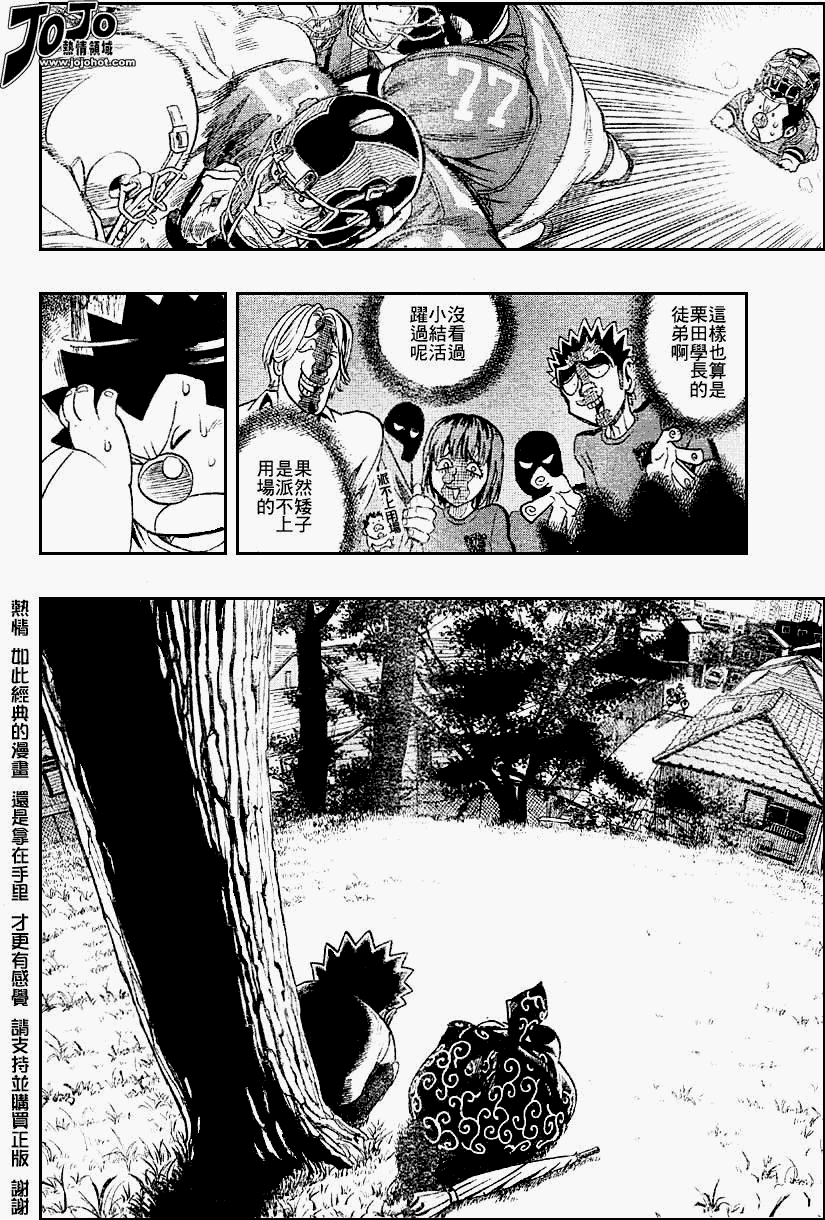 JOJO
熱情領域
www.jojohot.com
15
77
這樣也算是
栗田學長的
徒弟啊
沒看過
小結活
躍過呢
派不上用場
果然矮子
是派不上
用場的
熱情 如此經典的漫畫 還是拿在手里 才更有感覺 請支持並購買正版 謝謝